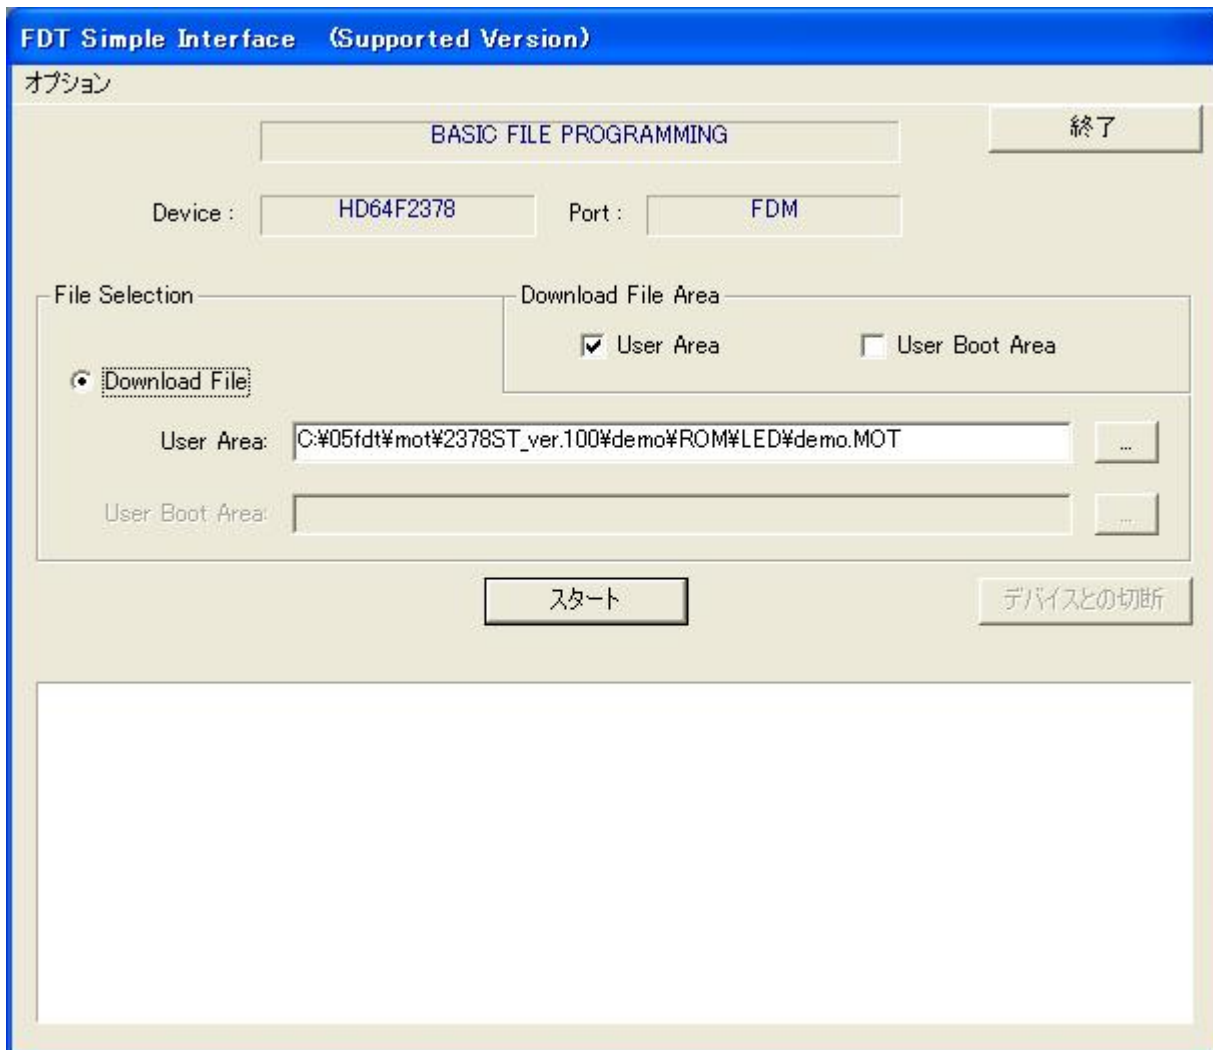 FDT Simple Interface (Supported Version)
オプション
BASIC FILE PROGRAMMING
終了
Device :
HD64F2378
Port :
FDM
File Selection
Download File Area
User Area
User Boot Area
Download File
User Area:
C:¥05fdt¥mot¥2378ST_ver.100¥demo¥ROM¥LED¥demo.MOT
...
User Boot Area:
...
スタート
デバイスとの切断